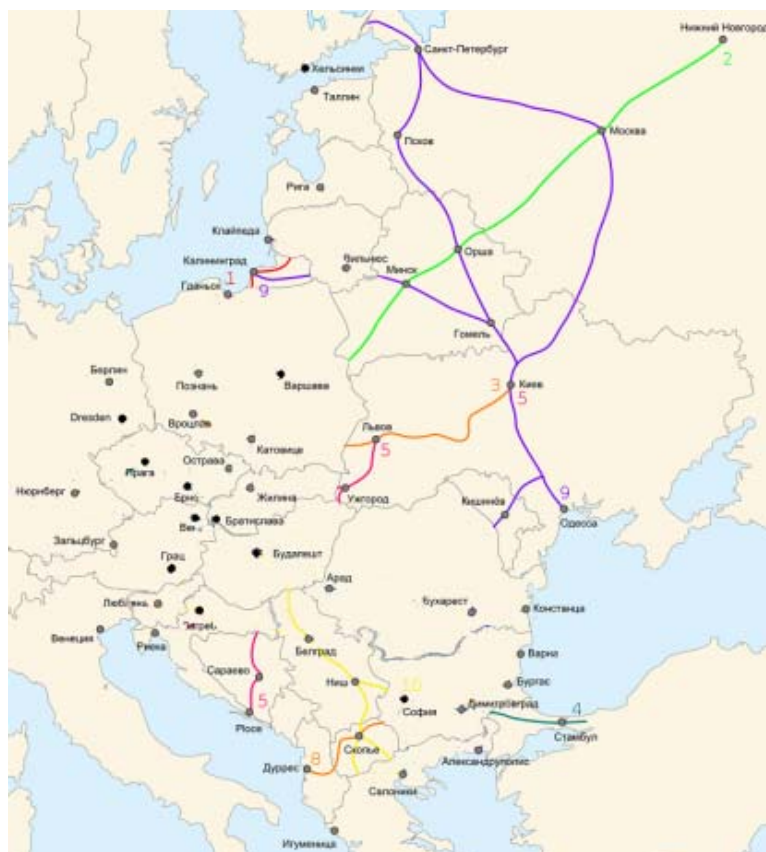 Нижний Новгород
Санкт-Петербург
2
Хельсинки
Таллин
Москва
Псков
Рига
Клайпеда
Орша
Калининград
Вильнюс
Минск
1
9
Гданьск
Гомель
Берлин
Познань
Варшава
3
Киев
5
Dresden
Вроцлав
Львов
Катовице
5
Острава
Прага
Нюрнберг
Брно
Жилина
Ужгород
9
Кишинёв
Одесса
Братислава
Зальцбург
Грац
Будапешт
Арад
Любляна
Бухарест
Констанца
Венеция
Риека
Белград
Варна
Сараево
Ниш
10
Бургас
5
София
Димитровград
4
Ploce
Скопье
Стамбул
8
Дуррес
Александруполис
Салоники
Игуменица